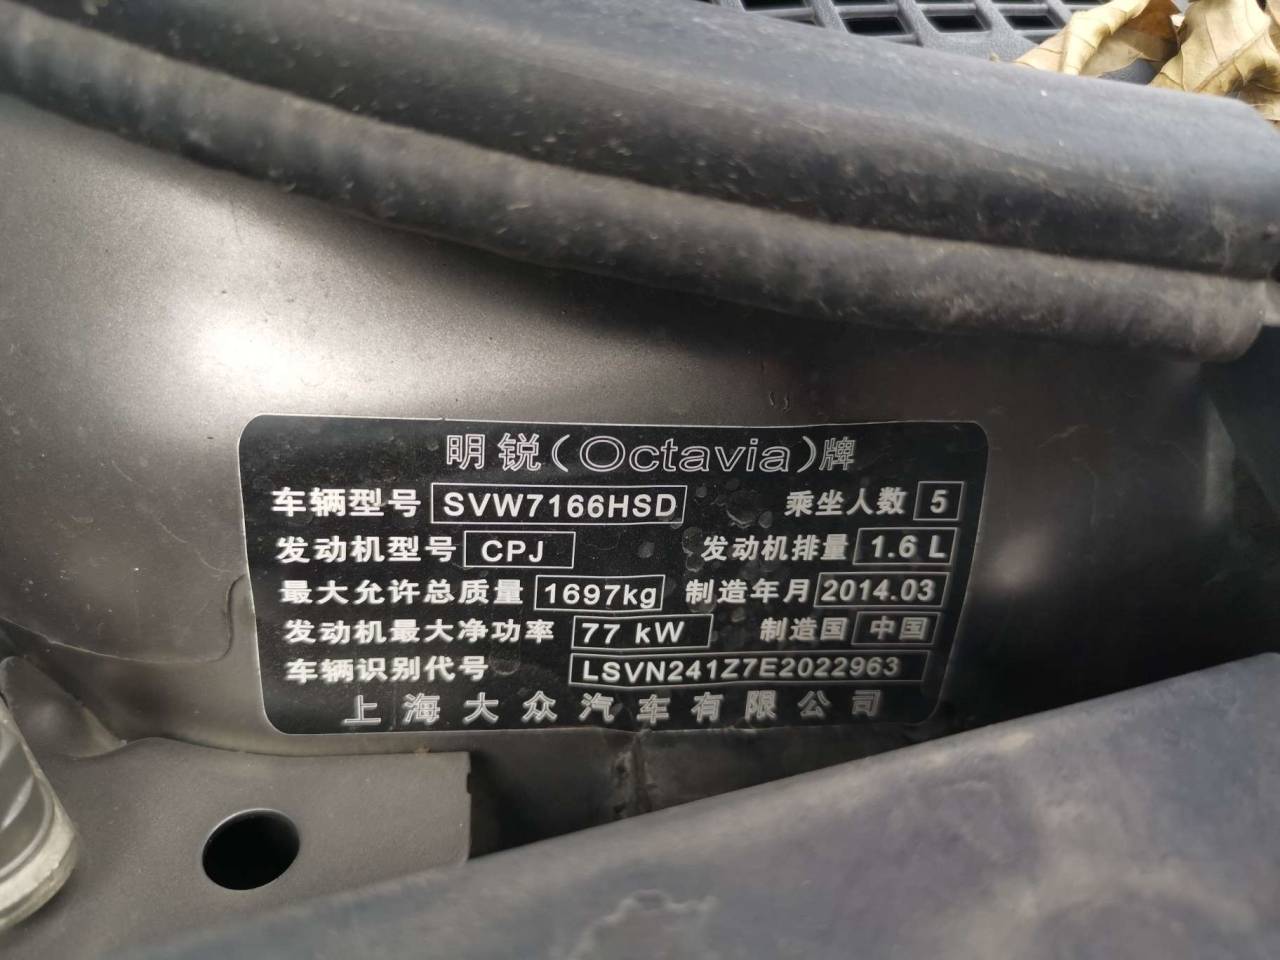 明锐(Octavia)牌
车辆型号 SVW7166HSD 乘坐人数 5
发动机型号 CPJ 发动机排量 1.6 L
最大允许总质量 1697kg 制造年月 2014.03
发动机最大净功率 77 kW 制造国 中国
车辆识别代号 LSVN241Z7E2022963
上海大众汽车有限公司